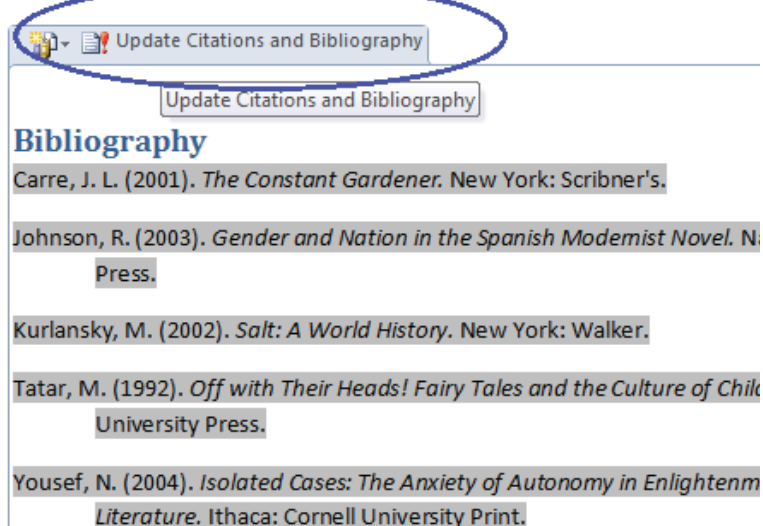 Update Citations and Bibliography
Update Citations and Bibliography
Bibliography
Carre, J. L. (2001). The Constant Gardener. New York: Scribner's.
Johnson, R. (2003). Gender and Nation in the Spanish Modernist Novel.
Press.
Kurlansky, M. (2002). Salt: A World History. New York: Walker.
Tatar, M. (1992). Off with Their Heads! Fairy Tales and the Culture of
University Press.
Yousef, N. (2004). Isolated Cases: The Anxiety of Autonomy in
Literature. Ithaca: Cornell University Print.